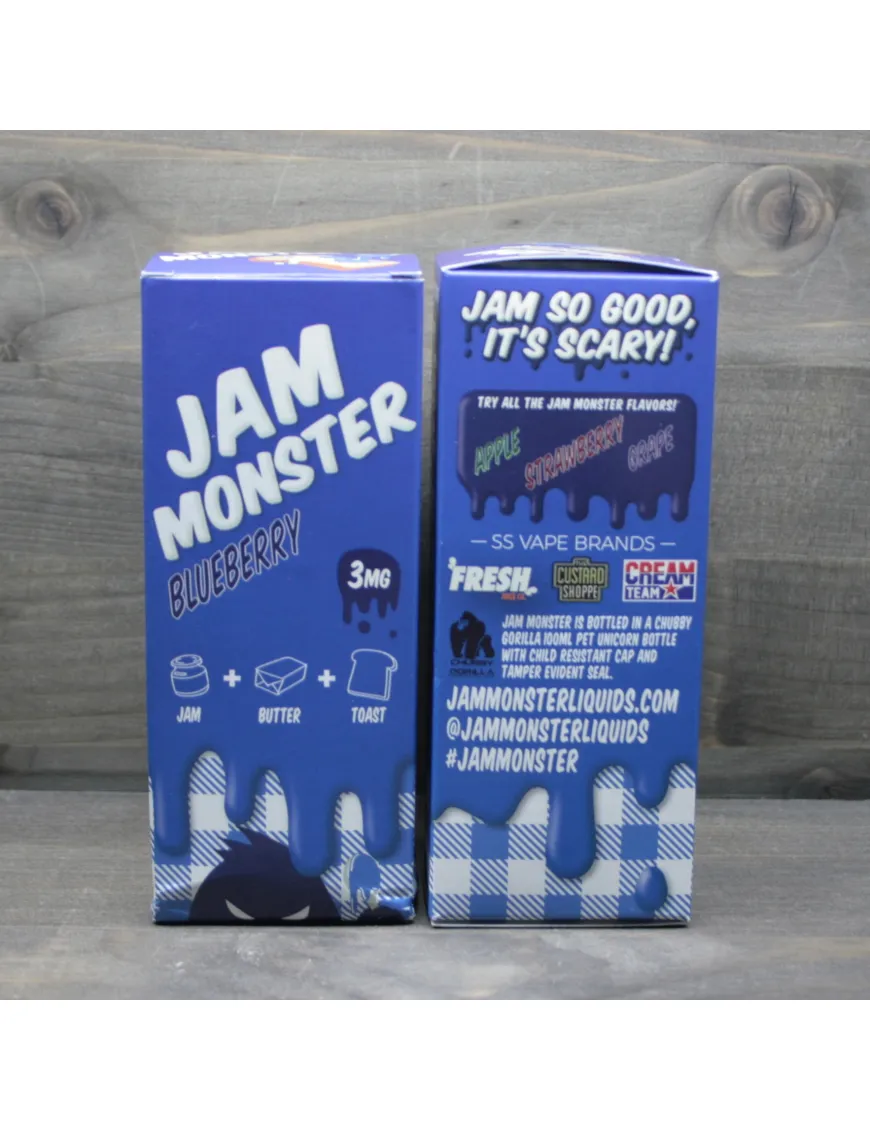 JAM
MONSTER
BLUEBERRY
3MG
JAM + BUTTER + TOAST
JAM SO GOOD,
IT'S SCARY!
TRY ALL THE JAM MONSTER FLAVORS!
APPLE STRAWBERRY GRAPE
— SS VAPE BRANDS —
FRESH
CUSTARD
SHOPPE
CREAM
TEAM
JAM MONSTER IS BOTTLED IN A CHUBBY
GORILLA 100ML PET UNICORN BOTTLE
WITH CHILD RESISTANT CAP AND
TAMPER EVIDENT SEAL.
CHUBBY
GORILLA
JAMMONSTERLIQUIDS.COM
@JAMMONSTERLIQUIDS
#JAMMONSTER